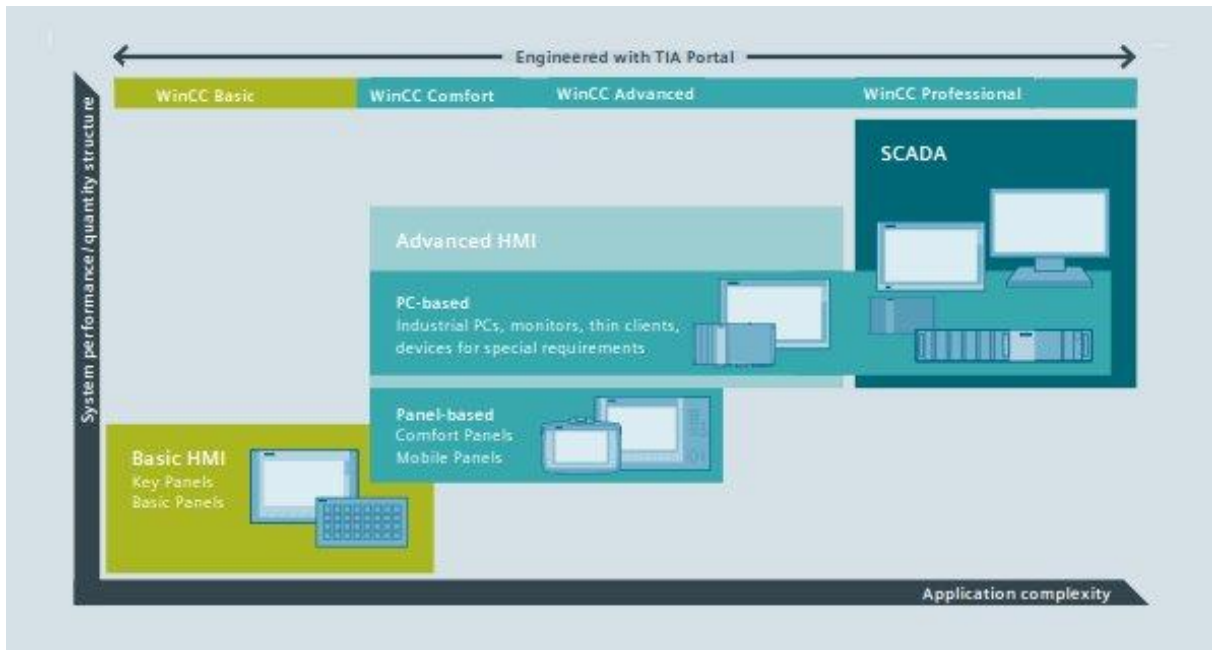 Engineered with TIA Portal
WinCC Basic
WinCC Comfort
WinCC Advanced
WinCC Professional
System performance/quantity structure
SCADA
Advanced HMI
PC-based
Industrial PCs, monitors, thin clients,
devices for special requirements
Panel-based
Comfort Panels
Mobile Panels
Basic HMI
Key Panels
Basic Panels
Application complexity